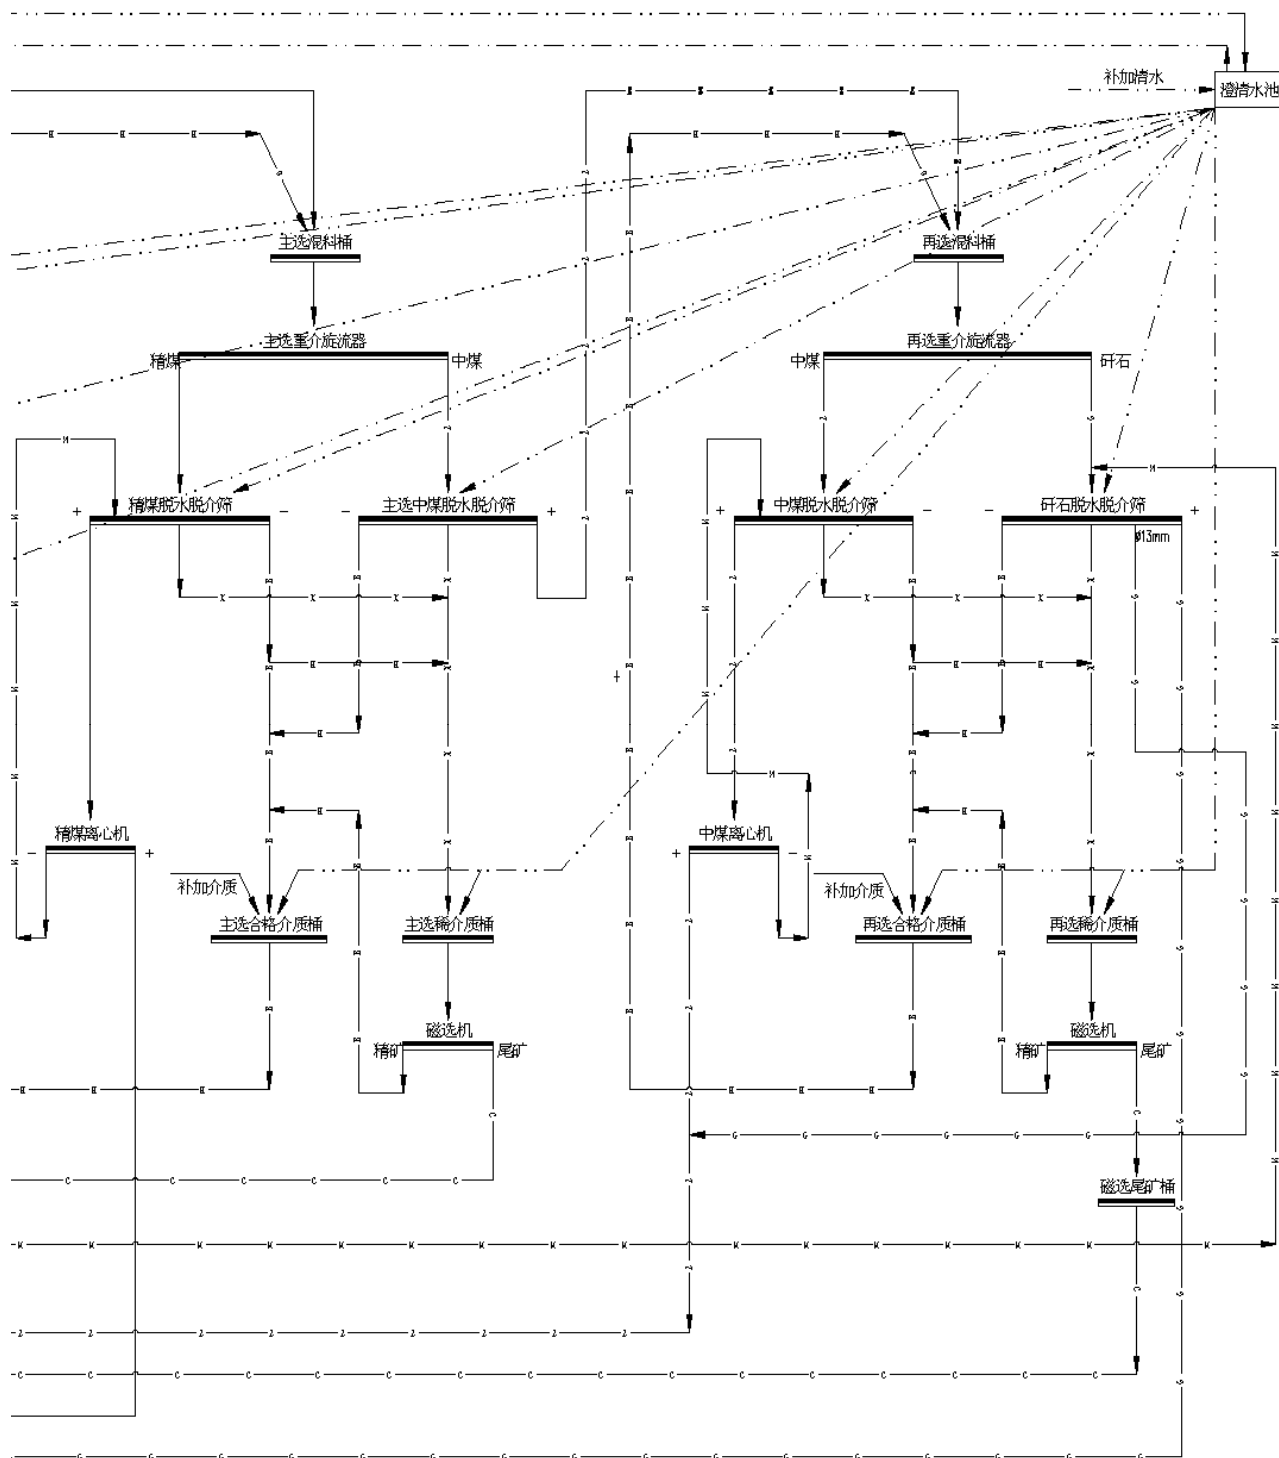 补加清水
澄清水池
主选混料桶
再选混料桶
主选重介旋流器
再选重介旋流器
精煤
中煤
中煤
矸石
+
精煤脱水脱介筛
-
-
主选中煤脱水脱介筛
+
+
中煤脱水脱介筛
-
-
矸石脱水脱介筛
+
ø13mm
+
精煤离心机
中煤离心机
-
+
+
-
补加介质
补加介质
主选合格介质桶
主选稀介质桶
再选合格介质桶
再选稀介质桶
磁选机
磁选机
精矿
尾矿
精矿
尾矿
磁选尾矿桶